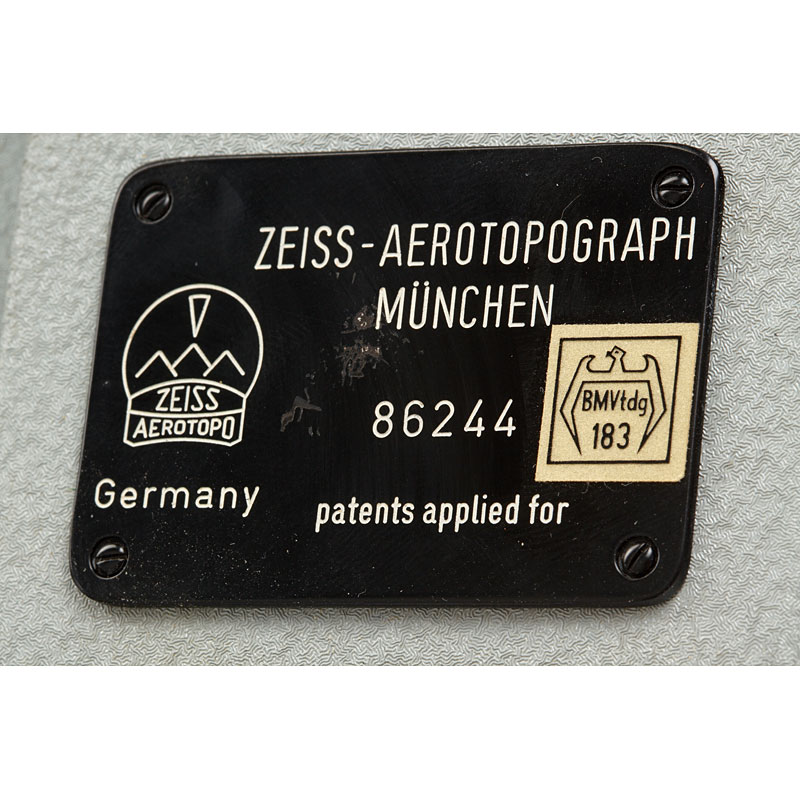 ZEISS-AEROTOPOGRAPH
MÜNCHEN
ZEISS
AEROTOPO
86244
BMVtdg
183
Germany
patents applied for